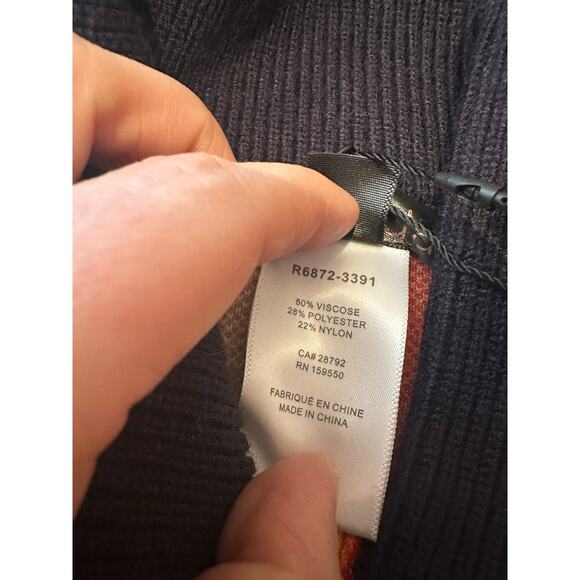 R6872-3391
50% VISCOSE
28% POLYESTER
22% NYLON
CA# 28792
RN 159550
FABRIQUÉ EN CHINE
MADE IN CHINA